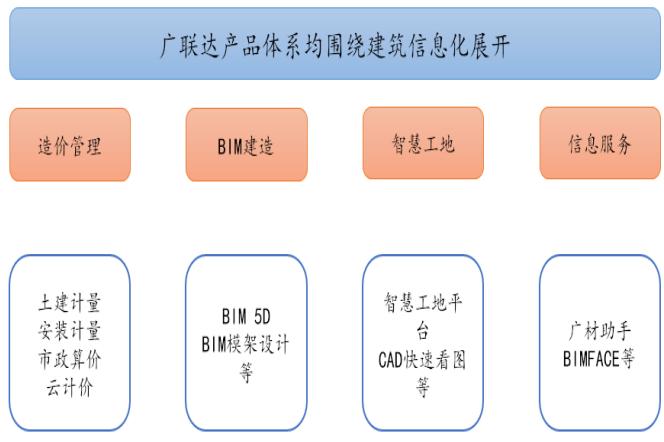 广联达产品体系均围绕建筑信息化展开
造价管理
BIM建造
智慧工地
信息服务
土建计量
安装计量
市政算价
云计价
BIM 5D
BIM模架设计
等
智慧工地平
台
CAD快速看图
等
广材助手
BIMFACE等